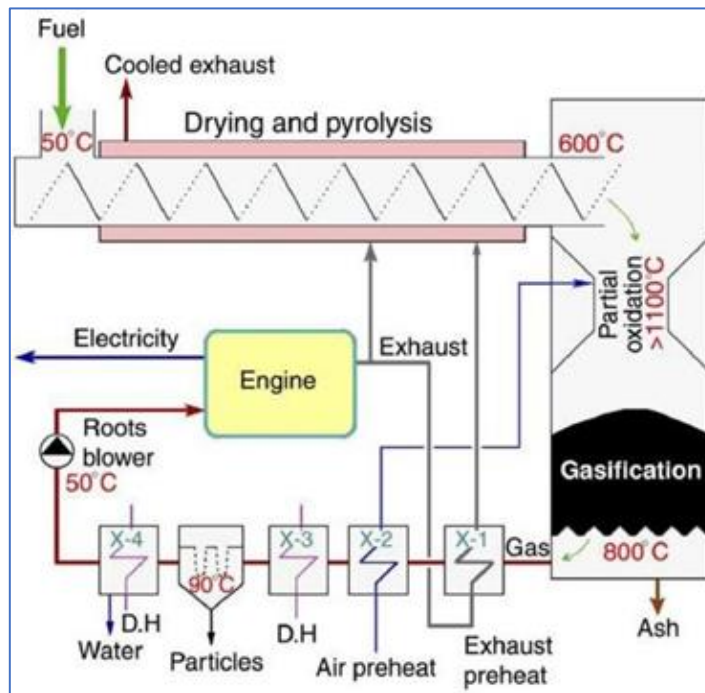 Fuel
Cooled exhaust
Drying and pyrolysis
50°C
600°C
Partial
oxidation
>1100°C
Electricity
Engine
Exhaust
Roots
blower
50°C
Gasification
X-4
90°C
X-3
X-2
X-1
Gas
800°C
D.H
Water
Particles
D.H
Air preheat
Exhaust
preheat
Ash